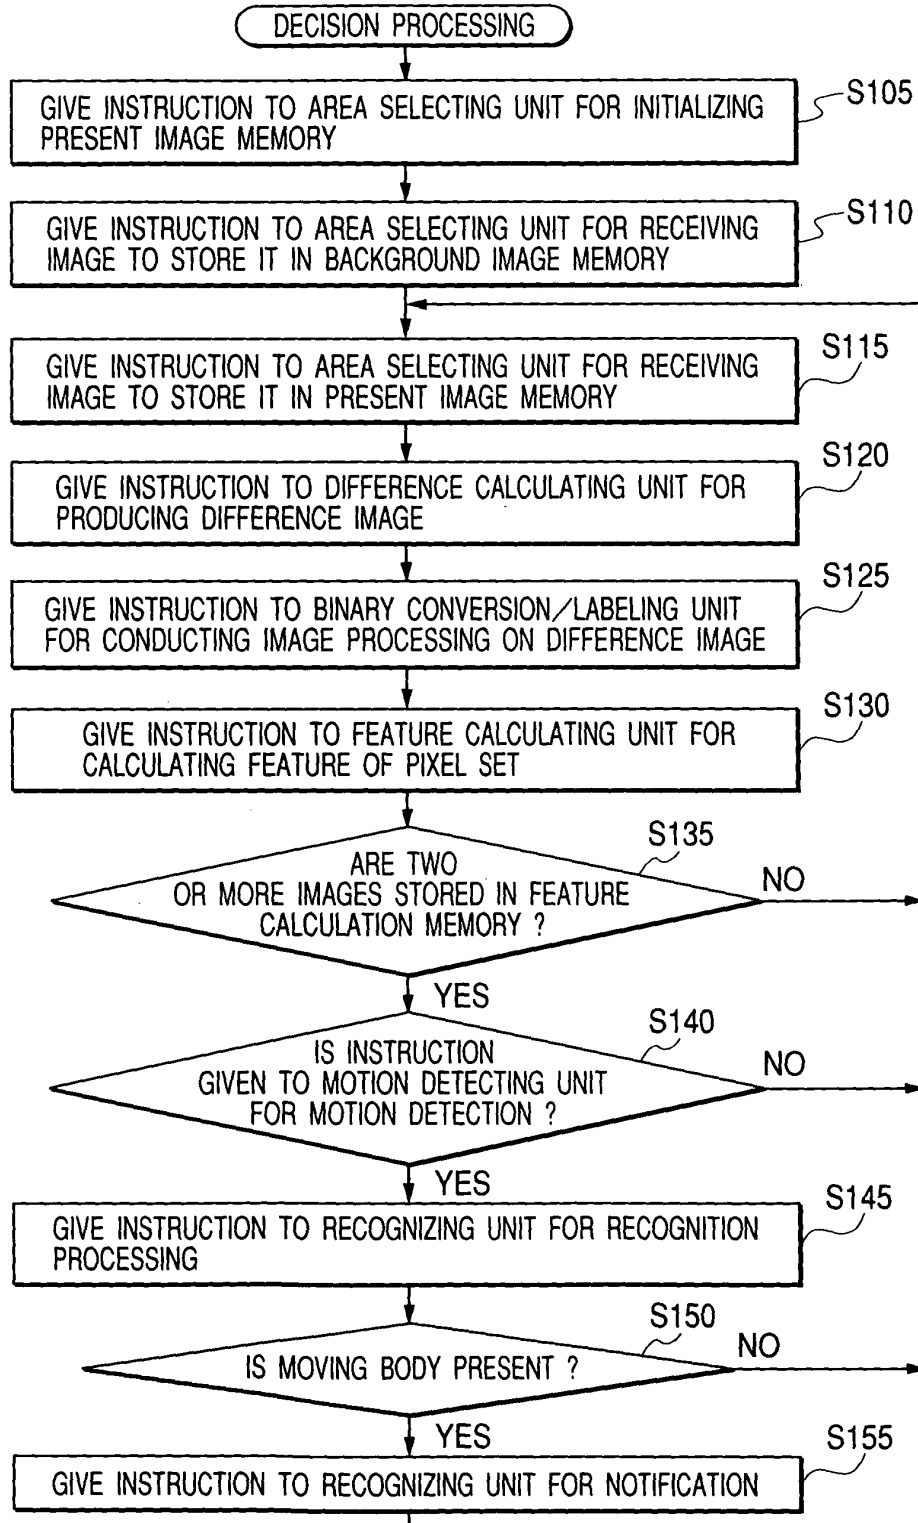 DECISION PROCESSING
GIVE INSTRUCTION TO AREA SELECTING UNIT FOR INITIALIZING
PRESENT IMAGE MEMORY
S105
GIVE INSTRUCTION TO AREA SELECTING UNIT FOR RECEIVING
IMAGE TO STORE IT IN BACKGROUND IMAGE MEMORY
S110
GIVE INSTRUCTION TO AREA SELECTING UNIT FOR RECEIVING
IMAGE TO STORE IT IN PRESENT IMAGE MEMORY
S115
GIVE INSTRUCTION TO DIFFERENCE CALCULATING UNIT FOR
PRODUCING DIFFERENCE IMAGE
S120
GIVE INSTRUCTION TO BINARY CONVERSION/LABELING UNIT
FOR CONDUCTING IMAGE PROCESSING ON DIFFERENCE IMAGE
S125
GIVE INSTRUCTION TO FEATURE CALCULATING UNIT FOR
CALCULATING FEATURE OF PIXEL SET
S130
ARE TWO
OR MORE IMAGES STORED IN FEATURE
CALCULATION MEMORY ?
S135
NO
YES
IS INSTRUCTION
GIVEN TO MOTION DETECTING UNIT
FOR MOTION DETECTION ?
S140
NO
YES
GIVE INSTRUCTION TO RECOGNIZING UNIT FOR RECOGNITION
PROCESSING
S145
IS MOVING BODY PRESENT ?
S150
NO
YES
GIVE INSTRUCTION TO RECOGNIZING UNIT FOR NOTIFICATION
S155